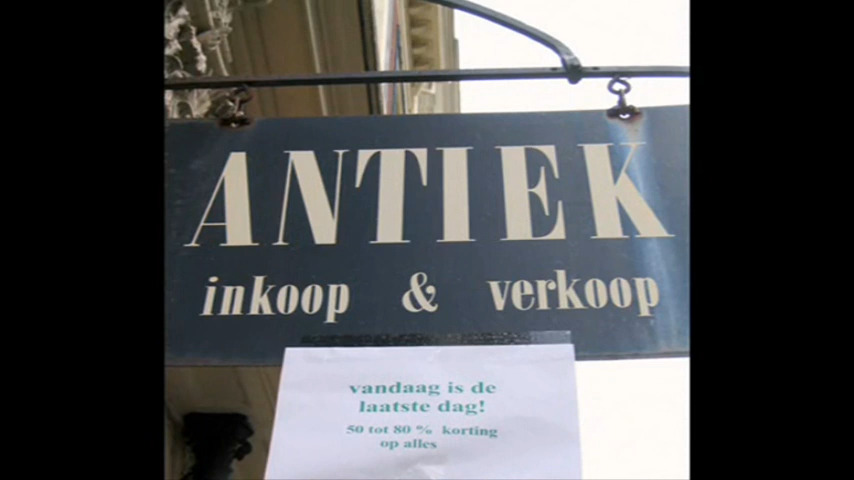 ANTIEK
inkoop & verkoop
vandaag is de
laatste dag!
50 tot 80 % korting
op alles